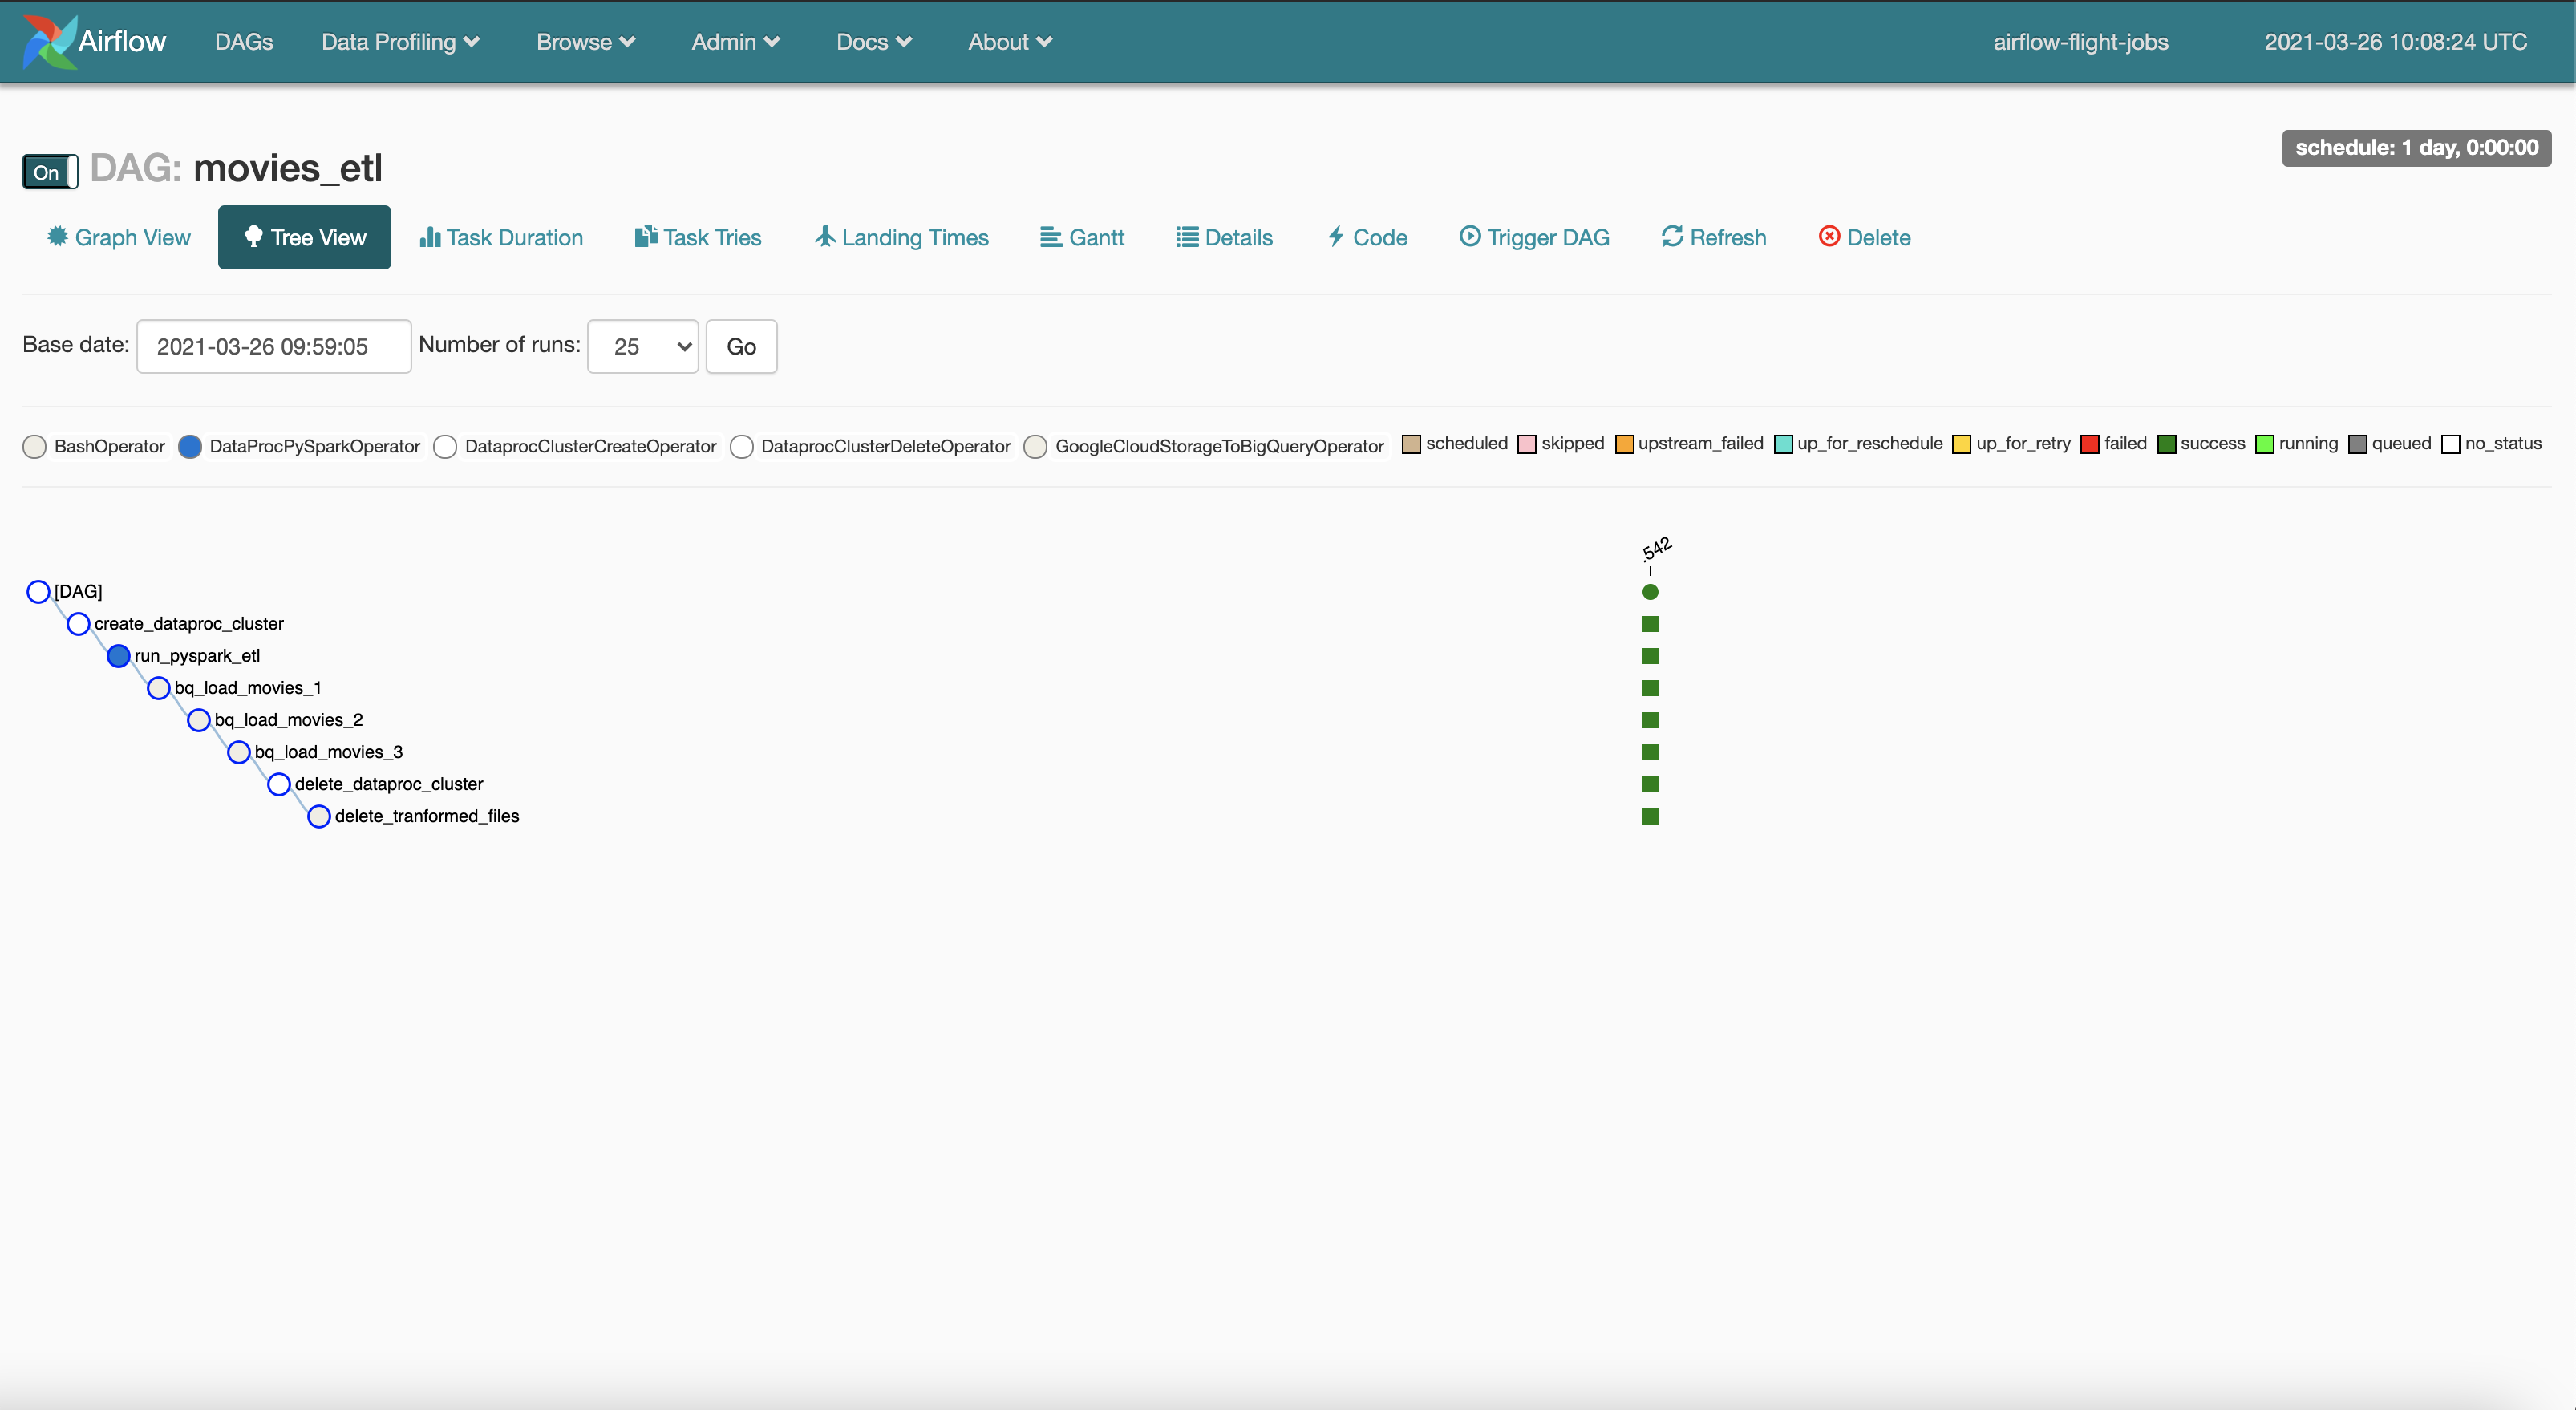 Airflow DAGs Data Profiling Browse Admin Docs About airflow-flight-jobs 2021-03-26 10:08:24 UTC
schedule: 1 day, 0:00:00
On DAG: movies_etl
Graph View Tree View Task Duration Task Tries Landing Times Gantt Details Code Trigger DAG Refresh Delete
Base date: 2021-03-26 09:59:05 Number of runs: 25 Go
BashOperator DataProcPySparkOperator DataprocClusterCreateOperator DataprocClusterDeleteOperator GoogleCloudStorageToBigQueryOperator scheduled skipped upstream_failed up_for_reschedule up_for_retry failed success running queued no_status
.542
[DAG]
create_dataproc_cluster
run_pyspark_etl
bq_load_movies_1
bq_load_movies_2
bq_load_movies_3
delete_dataproc_cluster
delete_tranformed_files